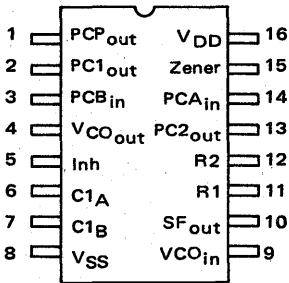 1 PCPout VDD 16
2 PC1out Zener 15
3 PCBin PCAin 14
4 VCOout PC2out 13
5 Inh R2 12
6 C1A R1 11
7 C1B SFout 10
8 VSS VCOin 9